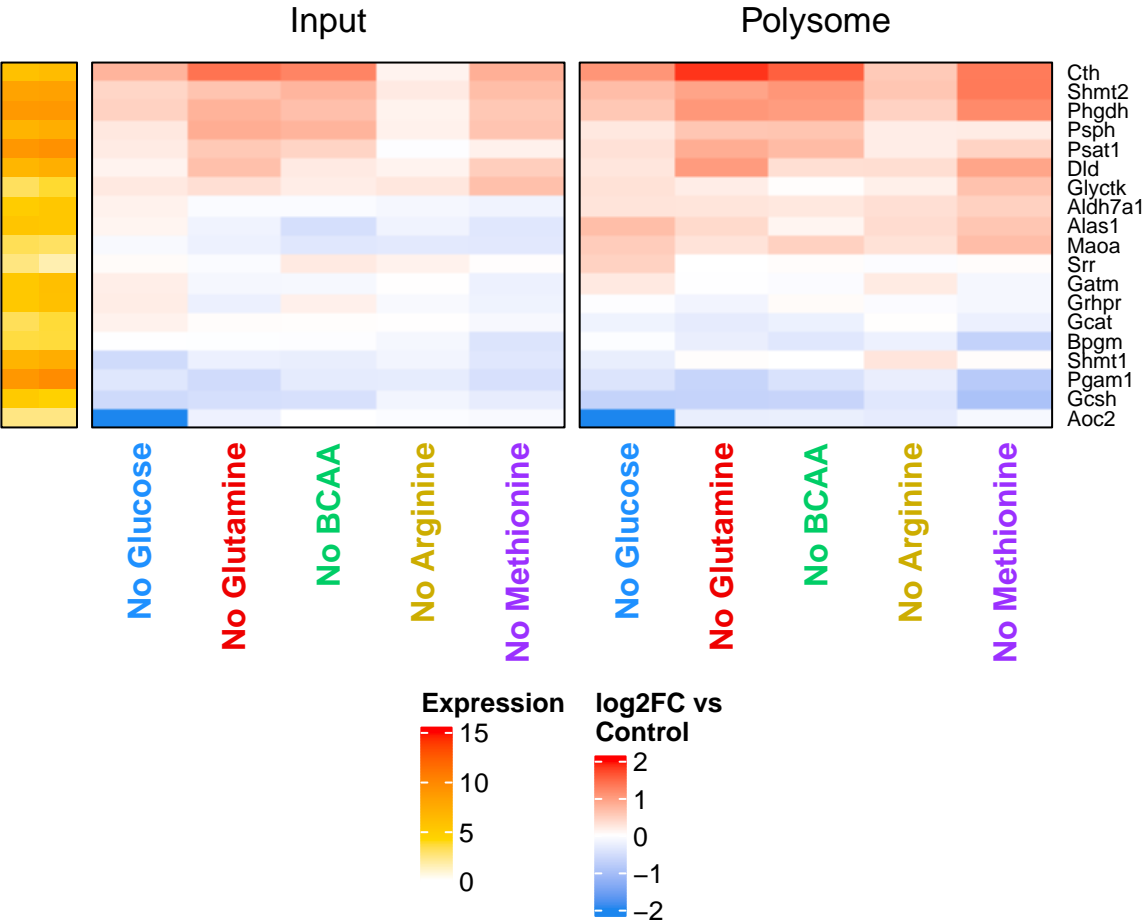 Input
Polysome
Cth
Shmt2
Phgdh
Psph
Psat1
Dld
Glyctk
Aldh7a1
Alas1
Maoa
Srr
Gatm
Grhpr
Gcat
Bpgm
Shmt1
Pgam1
Gcsh
Aoc2
No Glucose
No Glutamine
No BCAA
No Arginine
No Methionine
No Glucose
No Glutamine
No BCAA
No Arginine
No Methionine
Expression
15
10
5
0
log2FC vs
Control
2
1
0
0
−1
−2